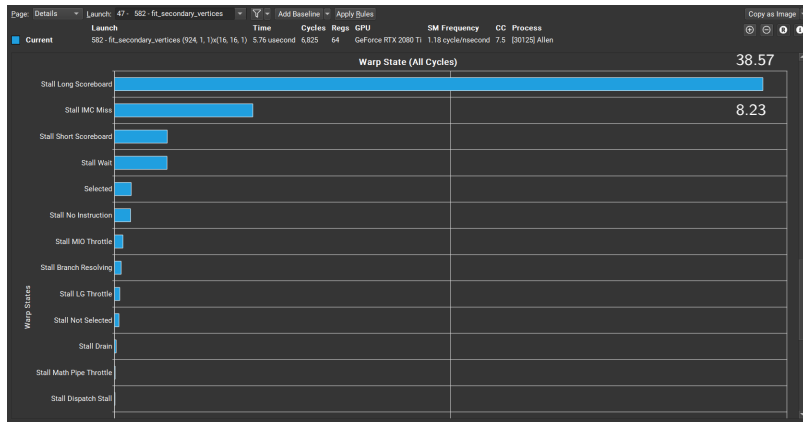 Page: Details Launch: 47 - 582 - fit_secondary_vertices Add Baseline Apply Rules Copy as Image
Launch Time Cycles Regs GPU SM Frequency CC Process
Current 582 - fit_secondary_vertices (924, 1, 1)x(16, 16, 1) 5.76 usecond 6,825 64 GeForce RTX 2080 Ti 1.18 cycle/nsecond 7.5 [30125] Allen
Warp State (All Cycles) 38.57
Stall Long Scoreboard
Stall IMC Miss 8.23
Stall Short Scoreboard
Stall Wait
Selected
Stall No Instruction
Stall MIO Throttle
Stall Branch Resolving
Stall LG Throttle
Stall Not Selected
Stall Drain
Stall Math Pipe Throttle
Stall Dispatch Stall
Warp States